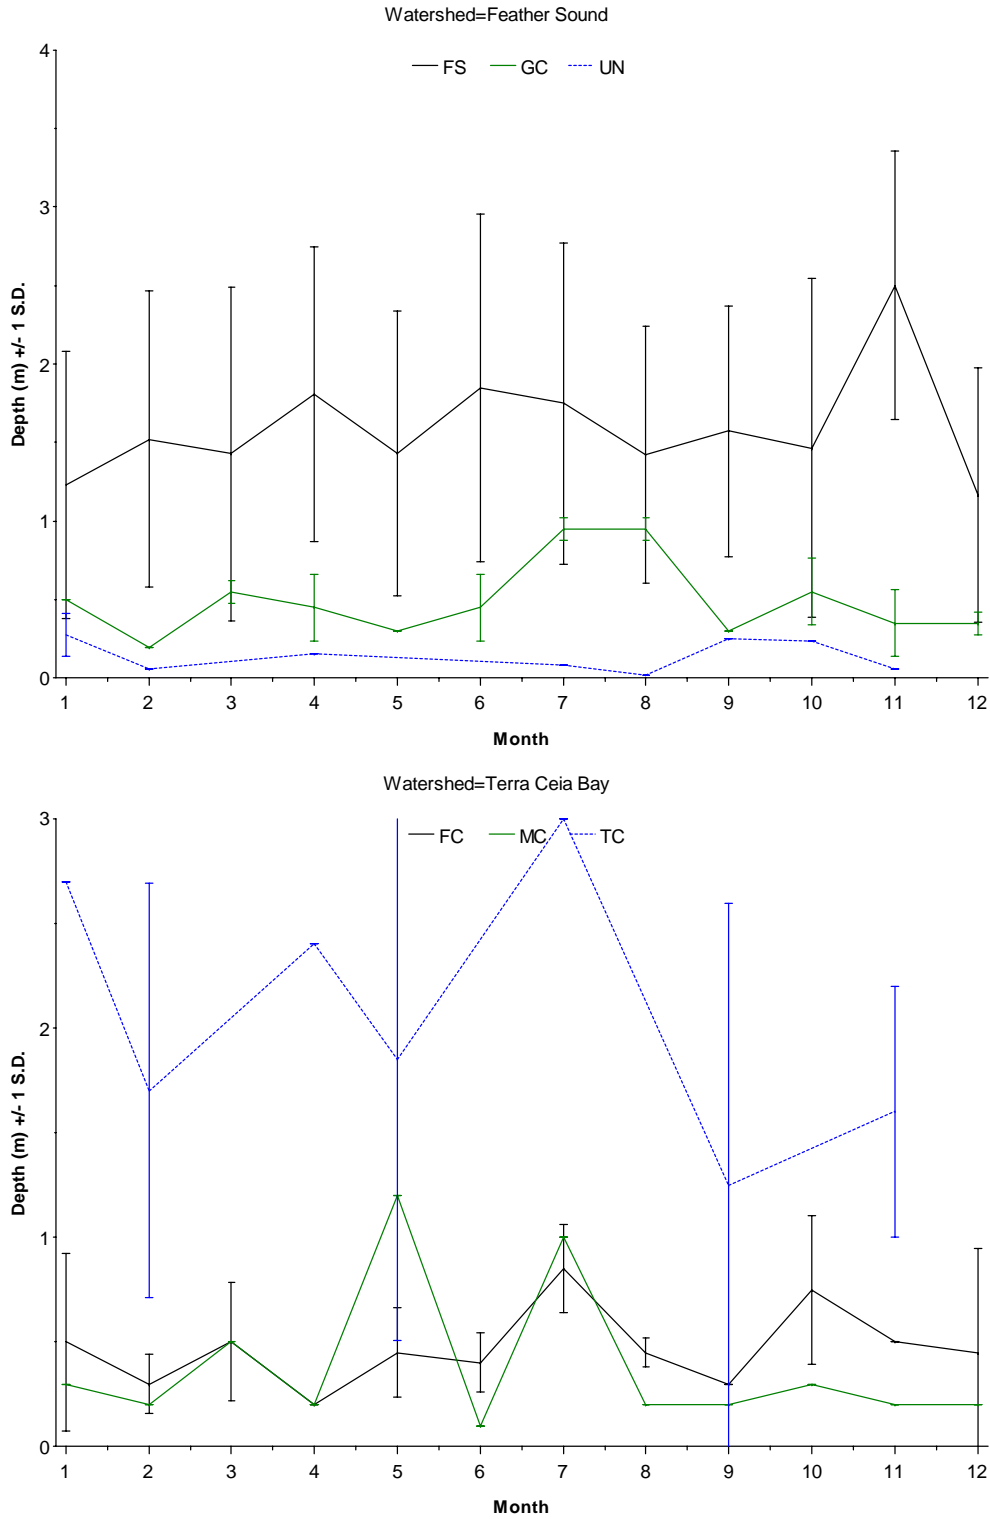 Watershed=Feather Sound
FS GC UN
4
3
2
1
0
Depth (m) +/- 1 S.D.
1 2 3 4 5 6 7 8 9 10 11 12
Month
Watershed=Terra Ceia Bay
FC MC TC
3
2
1
0
Depth (m) +/- 1 S.D.
1 2 3 4 5 6 7 8 9 10 11 12
Month